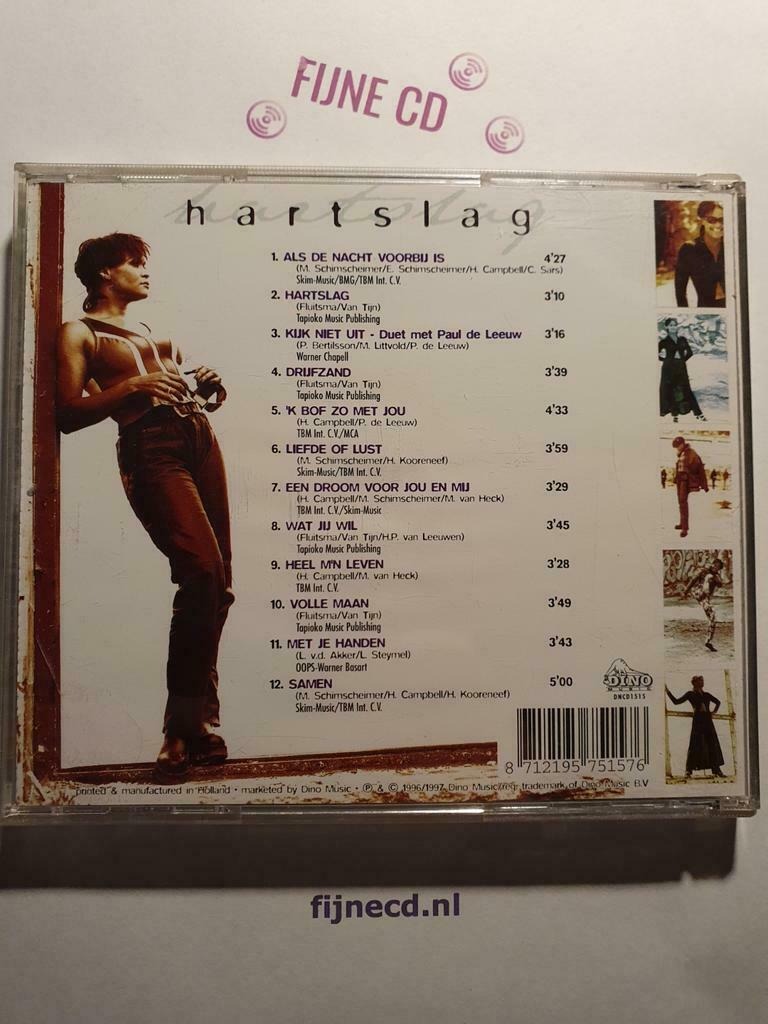 FIJNE CD
hartslag
1. ALS DE NACHT VOORBIJ IS 4'27
(M. Schimscheimer/E. Schimscheimer/H. Campbell/C. Sars)
Skim-Music/BMG/TBM Int. C.V.
2. HARTSLAG 3'10
(Fluitsma/Van Tijn)
Tapioko Music Publishing
3. KIJK NIET UIT - Duet met Paul de Leeuw 3'16
(P. Bertilsson/M. Littvold/P. de Leeuw)
Warner Chapell
4. DRIJFZAND 3'39
(Fluitsma/Van Tijn)
Tapioko Music Publishing
5. 'K BOF ZO MET JOU 4'33
(H. Campbell/P. de Leeuw)
TBM Int. C.V./MCA
6. LIEFDE OF LUST 3'59
(M. Schimscheimer/H. Kooreneef)
Skim-Music/TBM Int. C.V.
7. EEN DROOM VOOR JOU EN MIJ 3'29
(H. Campbell/M. Schimscheimer/M. van Heck)
TBM Int. C.V./Skim-Music
8. WAT JIJ WIL 3'45
(Fluitsma/Van Tijn/H.P. van Leeuwen)
Tapioko Music Publishing
9. HEEL M'N LEVEN 3'28
(H. Campbell/M. van Heck)
TBM Int. C.V.
10. VOLLE MAAN 3'49
(Fluitsma/Van Tijn)
Tapioko Music Publishing
11. MET JE HANDEN 3'43
(L. v.d. Akker/L. Steymel)
OOPS-Warner Basart
12. SAMEN 5'00
(M. Schimscheimer/H. Campbell/H. Kooreneef)
Skim-Music/TBM Int. C.V.
DINO
MUSIC
DNCD1515
8 712195 751576
printed & manufactured in Holland • marketed by Dino Music • ℗ & © 1996/1997 Dino Music/reg. trademark of Dino Music B.V
fijnecd.nl